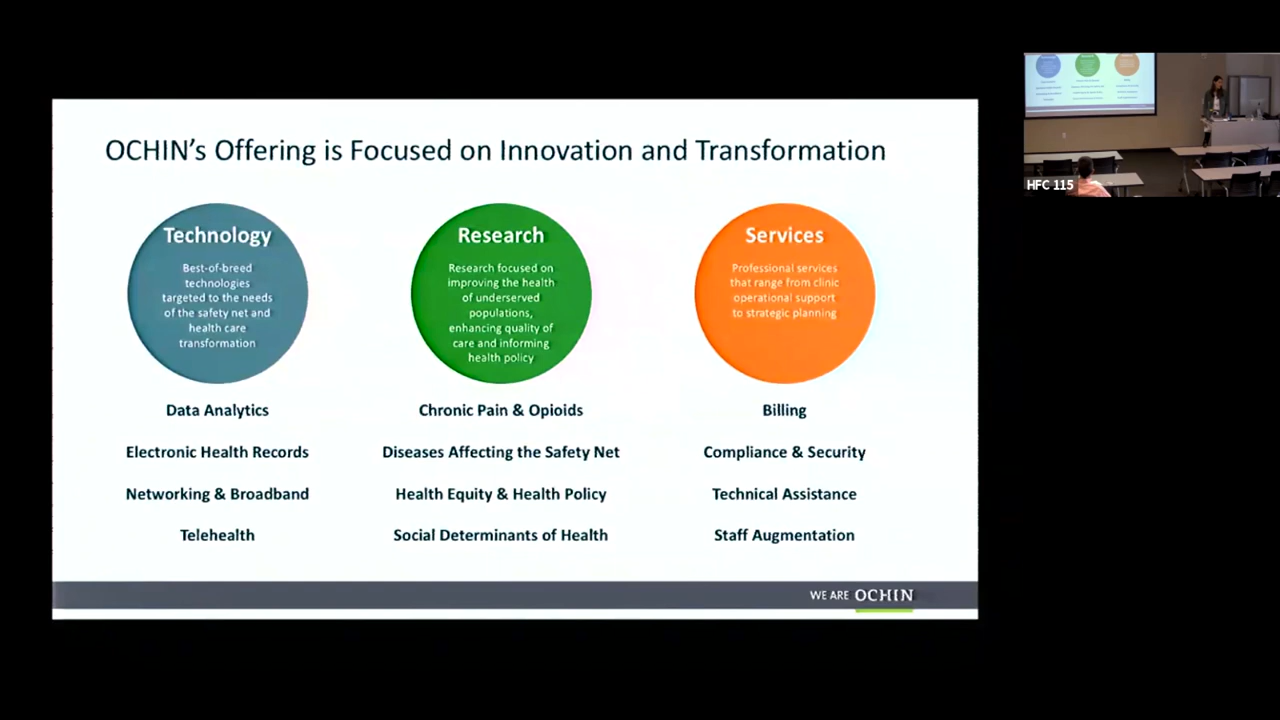 OCHIN's Offering is Focused on Innovation and Transformation
Technology
Best-of-breed
technologies
targeted to the needs
of the safety net and
health care
transformation
Data Analytics
Electronic Health Records
Networking & Broadband
Telehealth
Research
Research focused on
improving the health
of underserved
populations,
enhancing quality of
care and informing
health policy
Chronic Pain & Opioids
Diseases Affecting the Safety Net
Health Equity & Health Policy
Social Determinants of Health
Services
Professional services
that range from clinic
operational support
to strategic planning
Billing
Compliance & Security
Technical Assistance
Staff Augmentation
WE ARE OCHIN
HFC 115